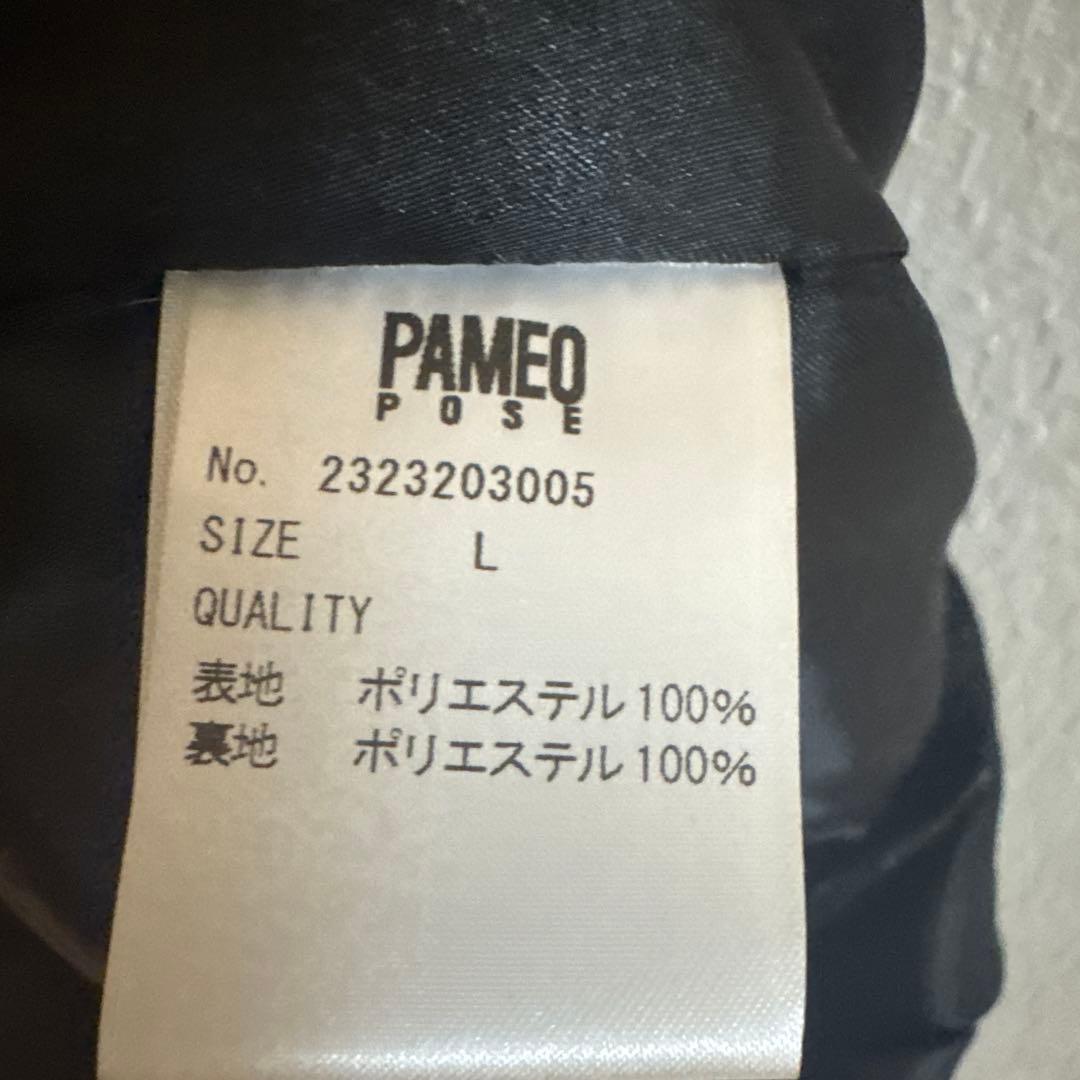 PAMEO
POSE
No. 2323203005
SIZE L
QUALITY
表地 ポリエステル100%
裏地 ポリエステル100%